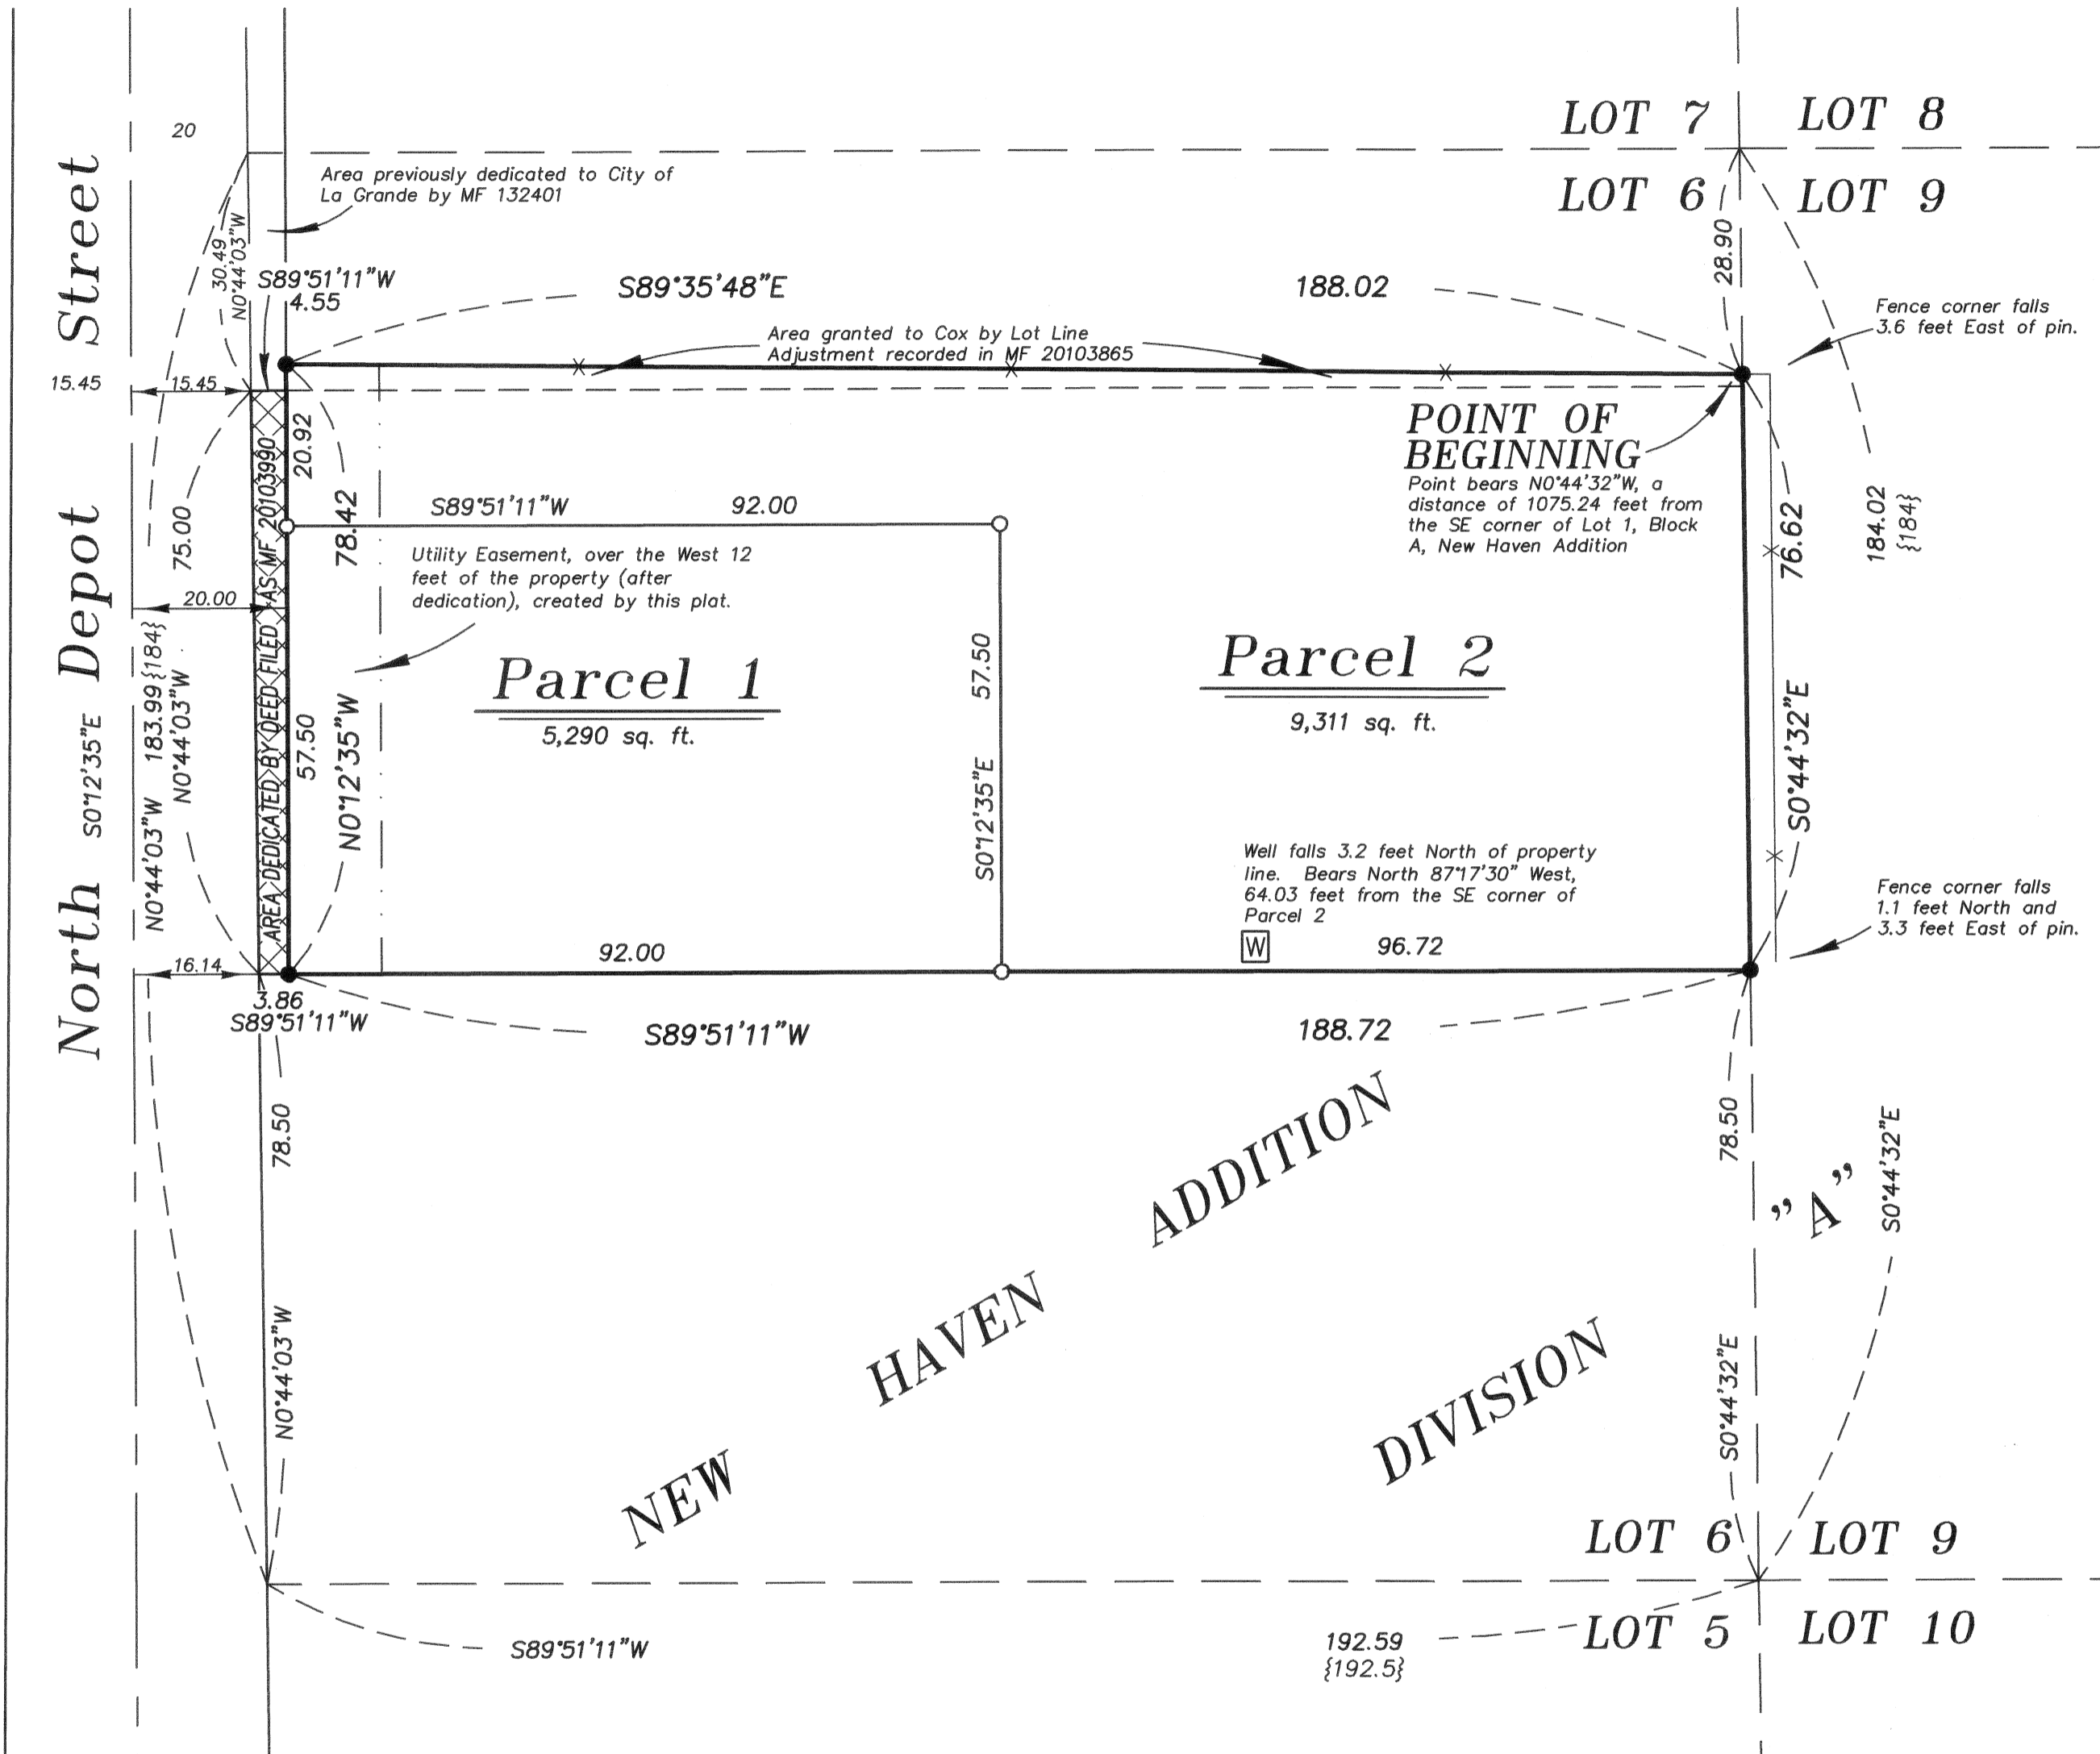 North Depot Street
S0°12'35"E
20
Area previously dedicated to City of
La Grande by MF 132401
LOT 7
LOT 8
LOT 6
LOT 9
30.49
N0°44'03"W
S89°51'11"W
4.55
S89°35'48"E
188.02
28.90
Fence corner falls
3.6 feet East of pin.
Area granted to Cox by Lot Line
Adjustment recorded in MF 20103865
15.45
15.45
20.92
78.42
75.00
POINT OF
BEGINNING
Point bears N0°44'32"W, a
distance of 1075.24 feet from
the SE corner of Lot 1, Block
A, New Haven Addition
184.02
{184}
76.62
S89°51'11"W
92.00
Utility Easement, over the West 12
feet of the property (after
dedication), created by this plat.
AREA DEDICATED BY DEED FILED AS MF 20103990
20.00
N0°44'03"W 183.99{184}
N0°44'03"W
57.50
N0°12'35"W
Parcel 1
5,290 sq. ft.
57.50
S0°12'35"E
Parcel 2
9,311 sq. ft.
S0°44'32"E
Well falls 3.2 feet North of property
line. Bears North 87°17'30" West,
64.03 feet from the SE corner of
Parcel 2
W
Fence corner falls
1.1 feet North and
3.3 feet East of pin.
92.00
96.72
16.14
3.86
S89°51'11"W
S89°51'11"W
188.72
78.50
N0°44'03"W
78.50
S0°44'32"E
S0°44'32"E
NEW HAVEN ADDITION
DIVISION "A"
LOT 6
LOT 9
LOT 5
LOT 10
S89°51'11"W
192.59
{192.5}